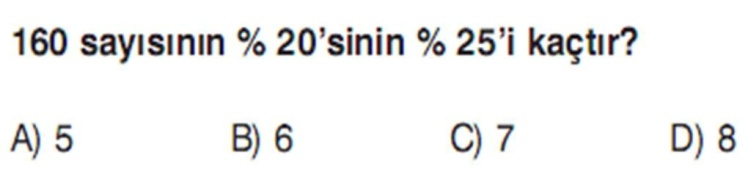 160 sayısının % 20’sinin % 25’i kaçtır?
A) 5 B) 6 C) 7 D) 8